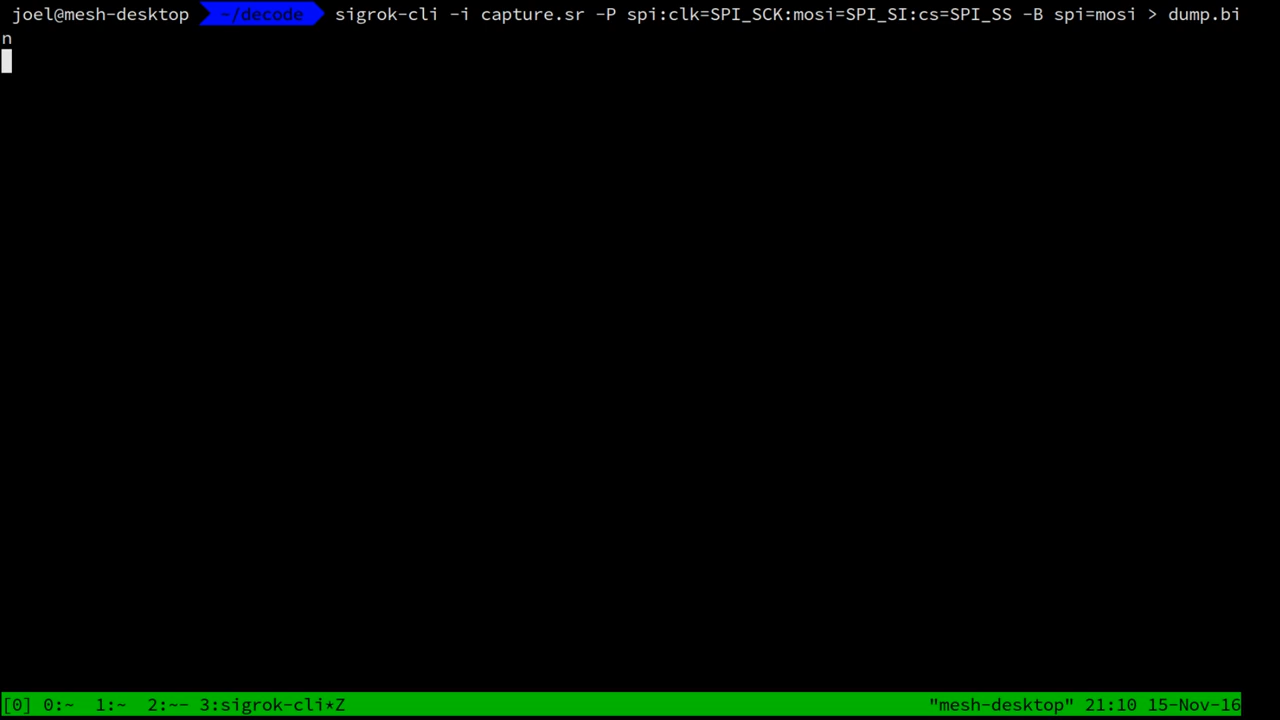 joel@mesh-desktop ~/decode sigrok-cli -i capture.sr -P spi:clk=SPI_SCK:mosi=SPI_SI:cs=SPI_SS -B spi=mosi > dump.bi
n
[0] 0:~  1:~  2:~- 3:sigrok-cli*Z "mesh-desktop" 21:10 15-Nov-16